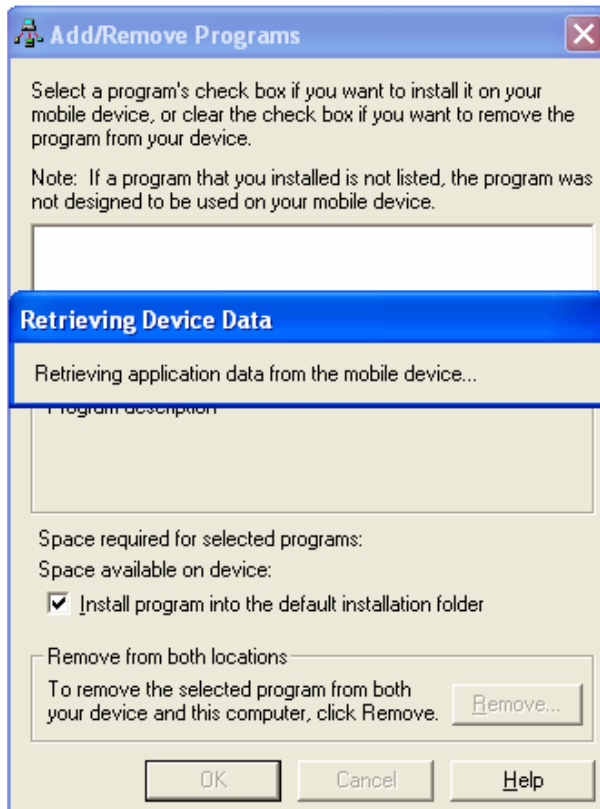 Add/Remove Programs
Select a program's check box if you want to install it on your
mobile device, or clear the check box if you want to remove the
program from your device.
Note:  If a program that you installed is not listed, the program was
not designed to be used on your mobile device.
Retrieving Device Data
Retrieving application data from the mobile device...
Program description
Space required for selected programs:
Space available on device:
Install program into the default installation folder
Remove from both locations
To remove the selected program from both
your device and this computer, click Remove.
Remove...
OK
Cancel
Help